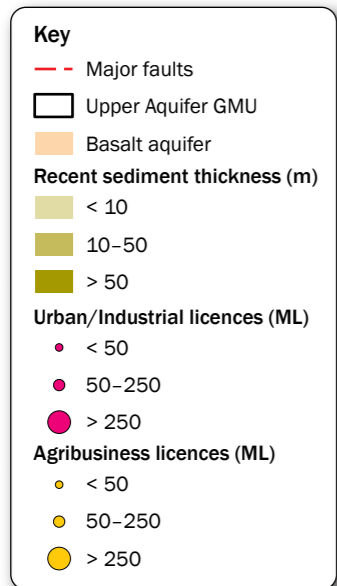 Key
Major faults
Upper Aquifer GMU
Basalt aquifer
Recent sediment thickness (m)
< 10
10–50
> 50
Urban/Industrial licences (ML)
< 50
50–250
> 250
Agribusiness licences (ML)
< 50
50–250
> 250